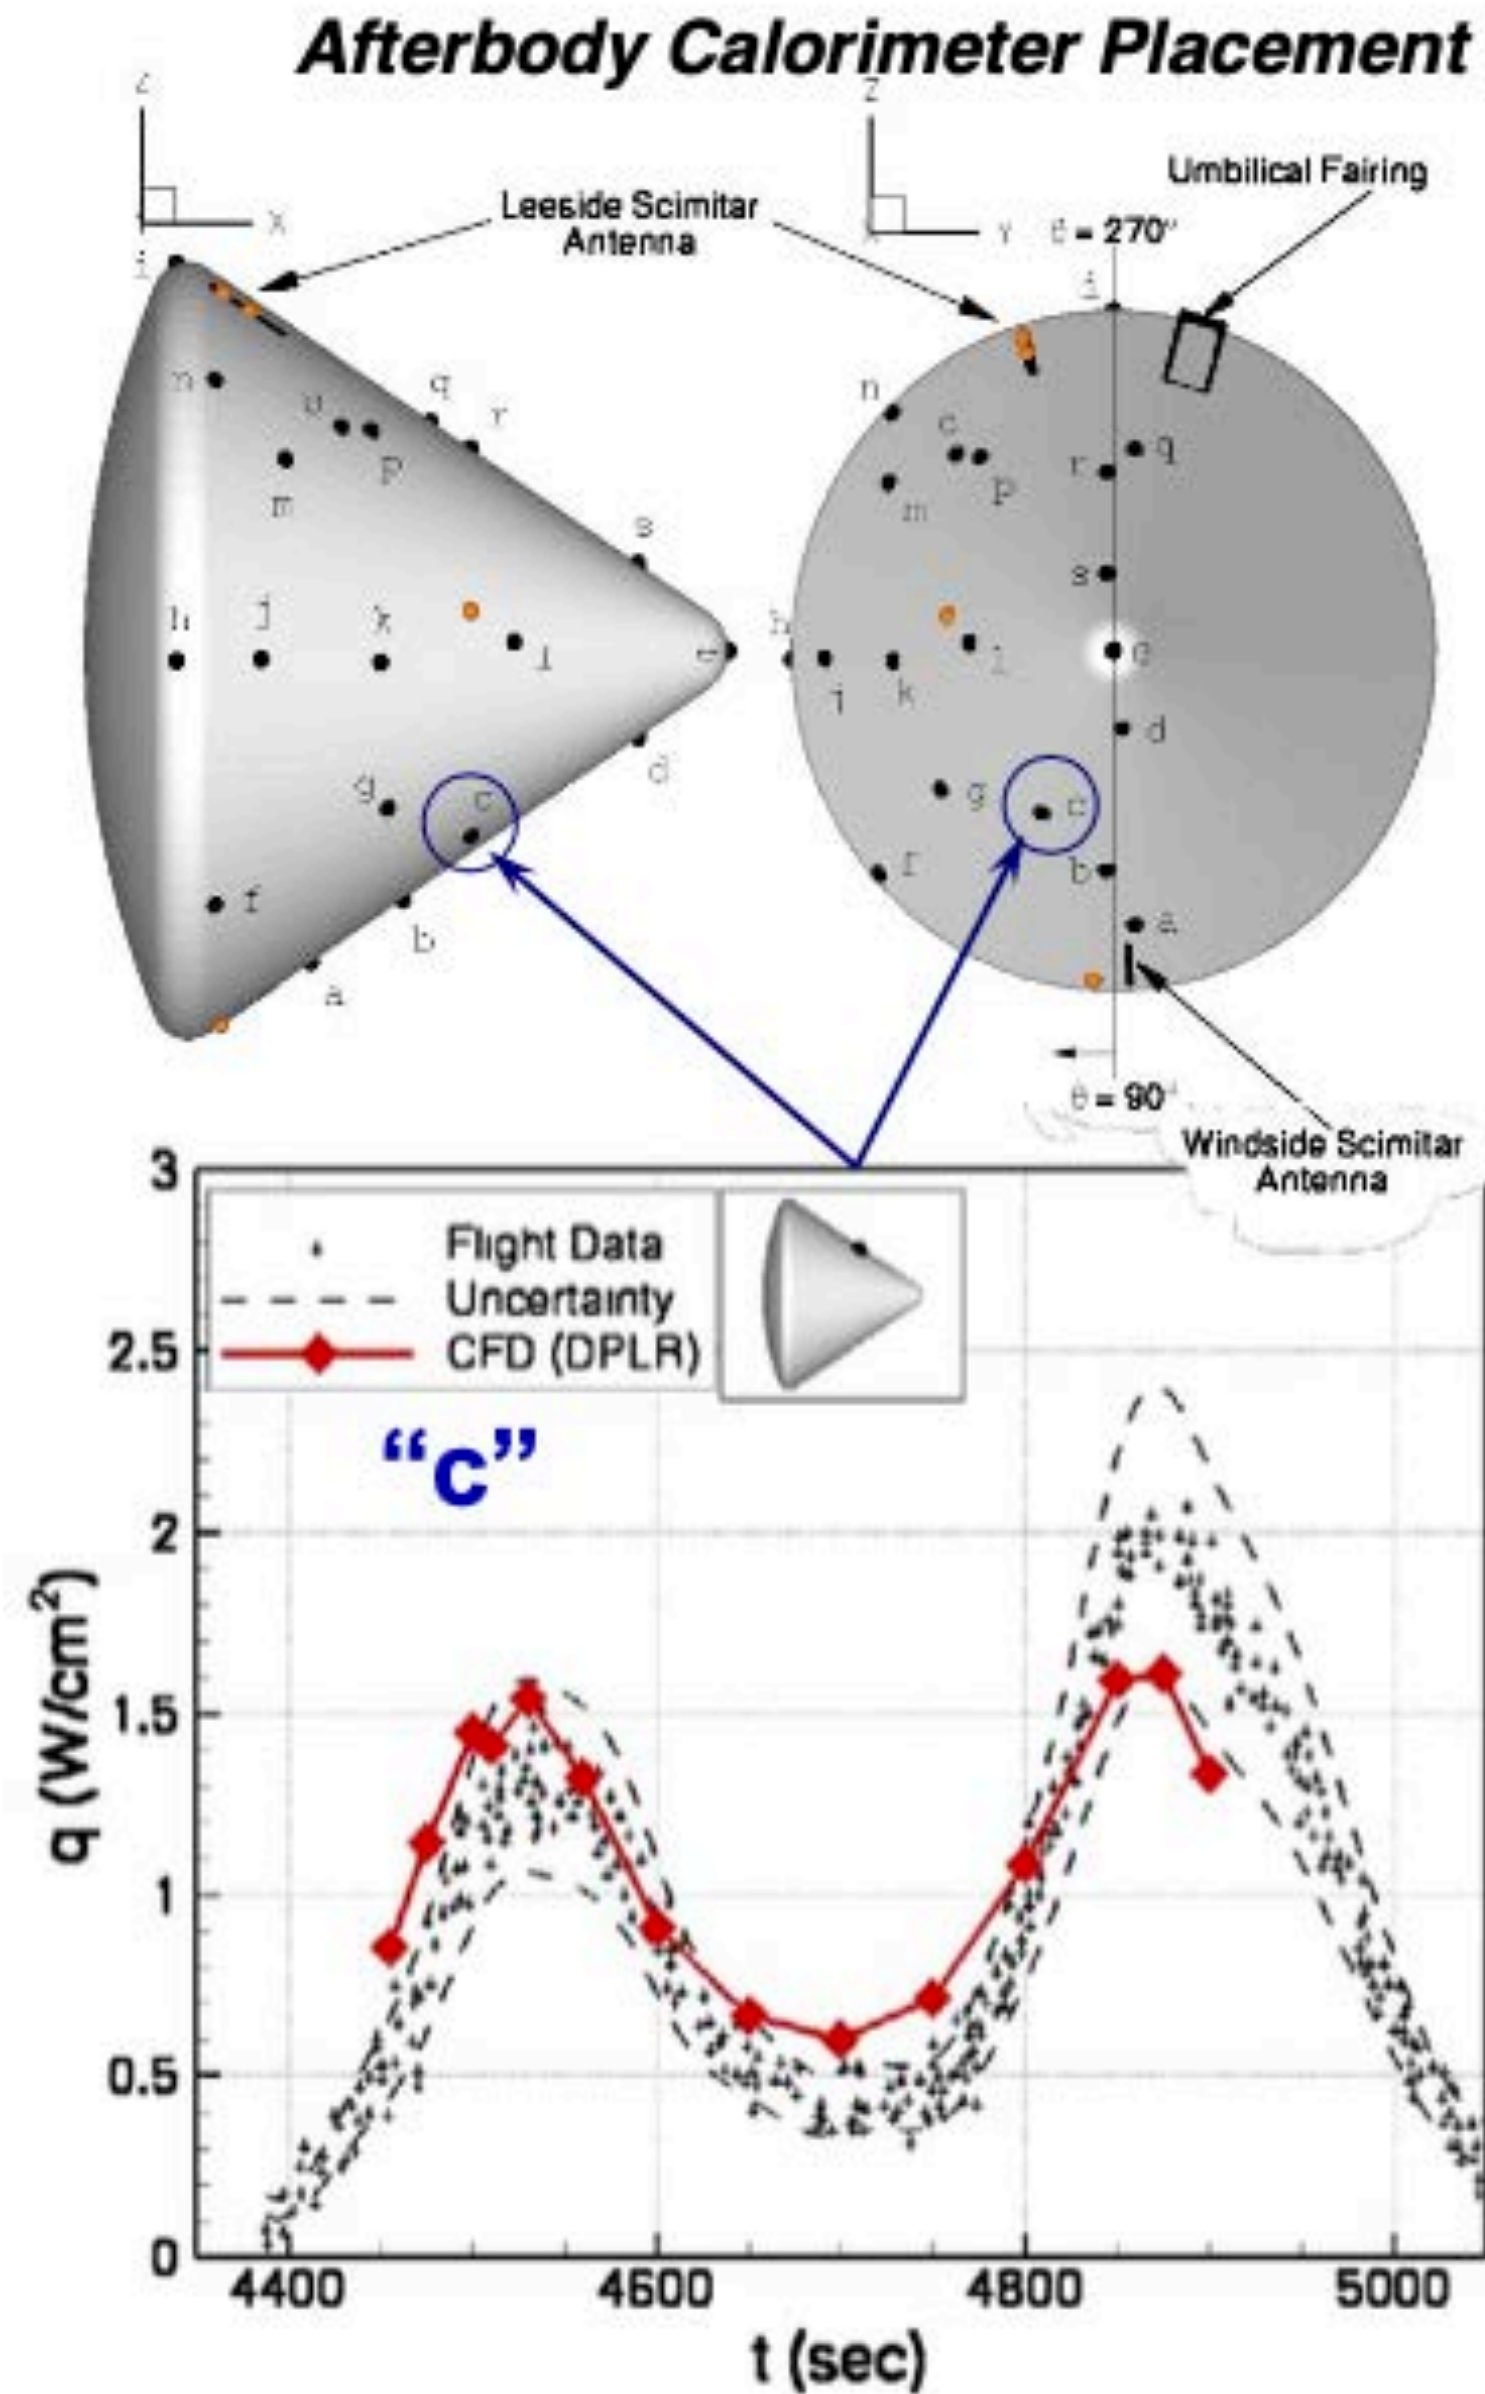 Afterbody Calorimeter Placement
Z
X
Z
Y
Leeside Scimitar
Antenna
Umbilical Fairing
θ = 270°
i
n
q
r
p
m
s
h
j
k
l
e
d
g
c
f
b
a
i
n
q
r
p
m
s
h
j
k
l
e
d
g
c
f
b
a
θ = 90°
Windside Scimitar
Antenna
Flight Data
Uncertainty
CFD (DPLR)
“c”
3
2.5
2
1.5
1
0.5
0
q (W/cm²)
4400
4600
4800
5000
t (sec)